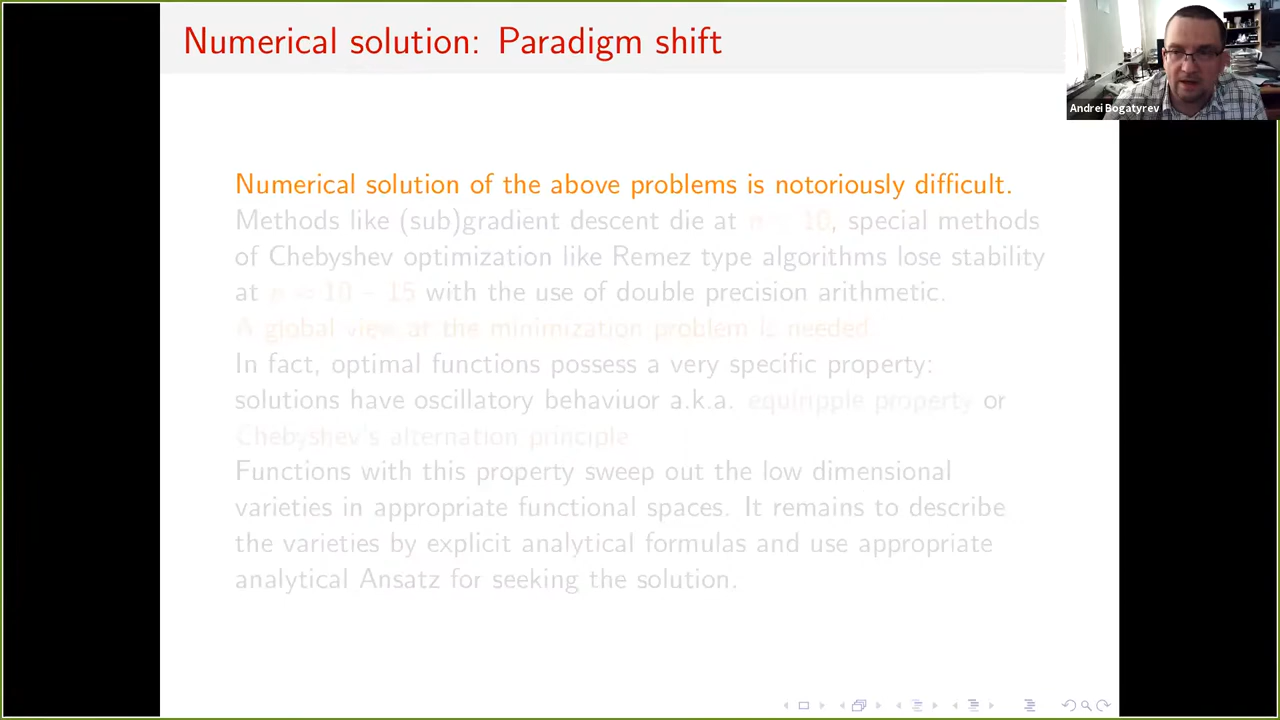 Numerical solution: Paradigm shift
Andrei Bogatyrev
Numerical solution of the above problems is notoriously difficult.
Methods like (sub)gradient descent die at n 10, special methods
of Chebyshev optimization like Remez type algorithms lose stability
at n = 10 − 15 with the use of double precision arithmetic.
A global view at the minimization problem is needed
In fact, optimal functions possess a very specific property:
solutions have oscillatory behaviuor a.k.a. equiripple property or
Chebyshev's alternation principle
Functions with this property sweep out the low dimensional
varieties in appropriate functional spaces. It remains to describe
the varieties by explicit analytical formulas and use appropriate
analytical Ansatz for seeking the solution.